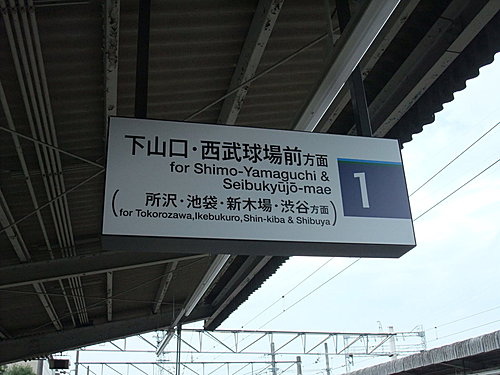 下山口・西武球場前方面
for Shimo-Yamaguchi &
Seibukyūjō-mae
1
(所沢・池袋・新木場・渋谷方面
for Tokorozawa,Ikebukuro,Shin-kiba & Shibuya)